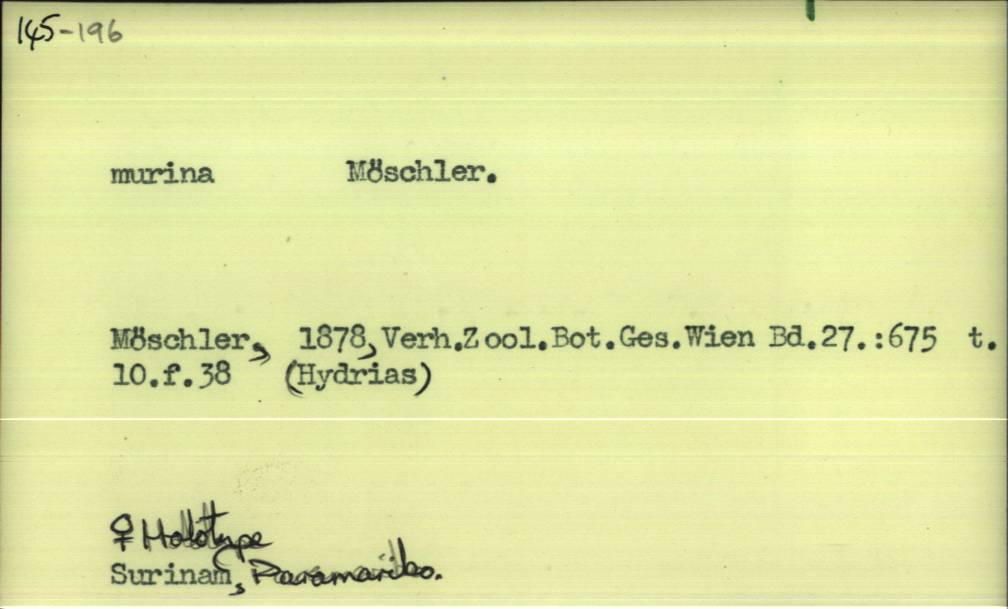 145-196
murina Möschler.
Möschler, 1878, Verh.Zool.Bot.Ges.Wien Bd.27.:675 t.
10.f.38 (Hydrias)
♀ Holotype
Surinam, Paramaribo.